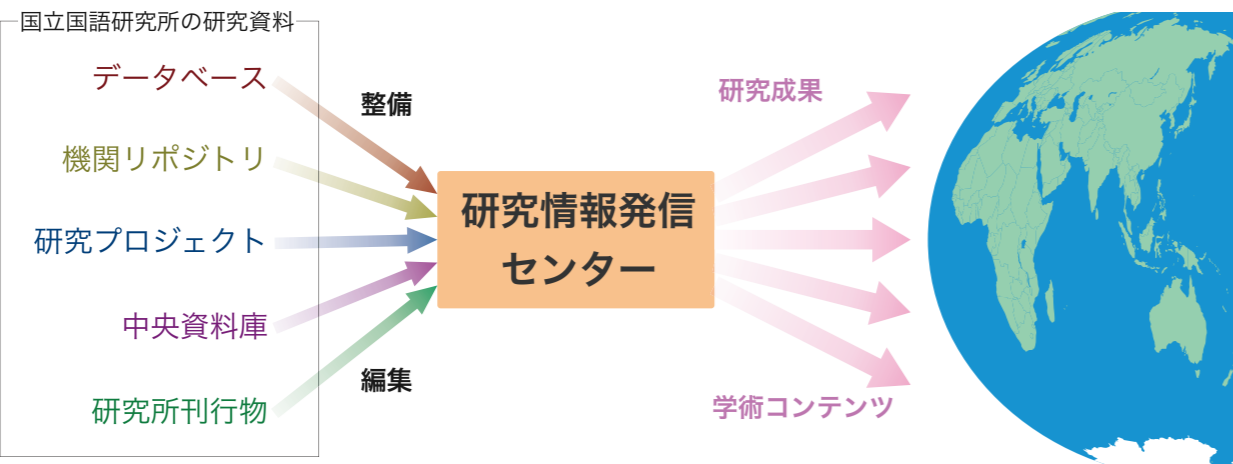 国立国語研究所の研究資料
データベース
機関リポジトリ
研究プロジェクト
中央資料庫
研究所刊行物
整備
編集
研究情報発信
センター
研究成果
学術コンテンツ